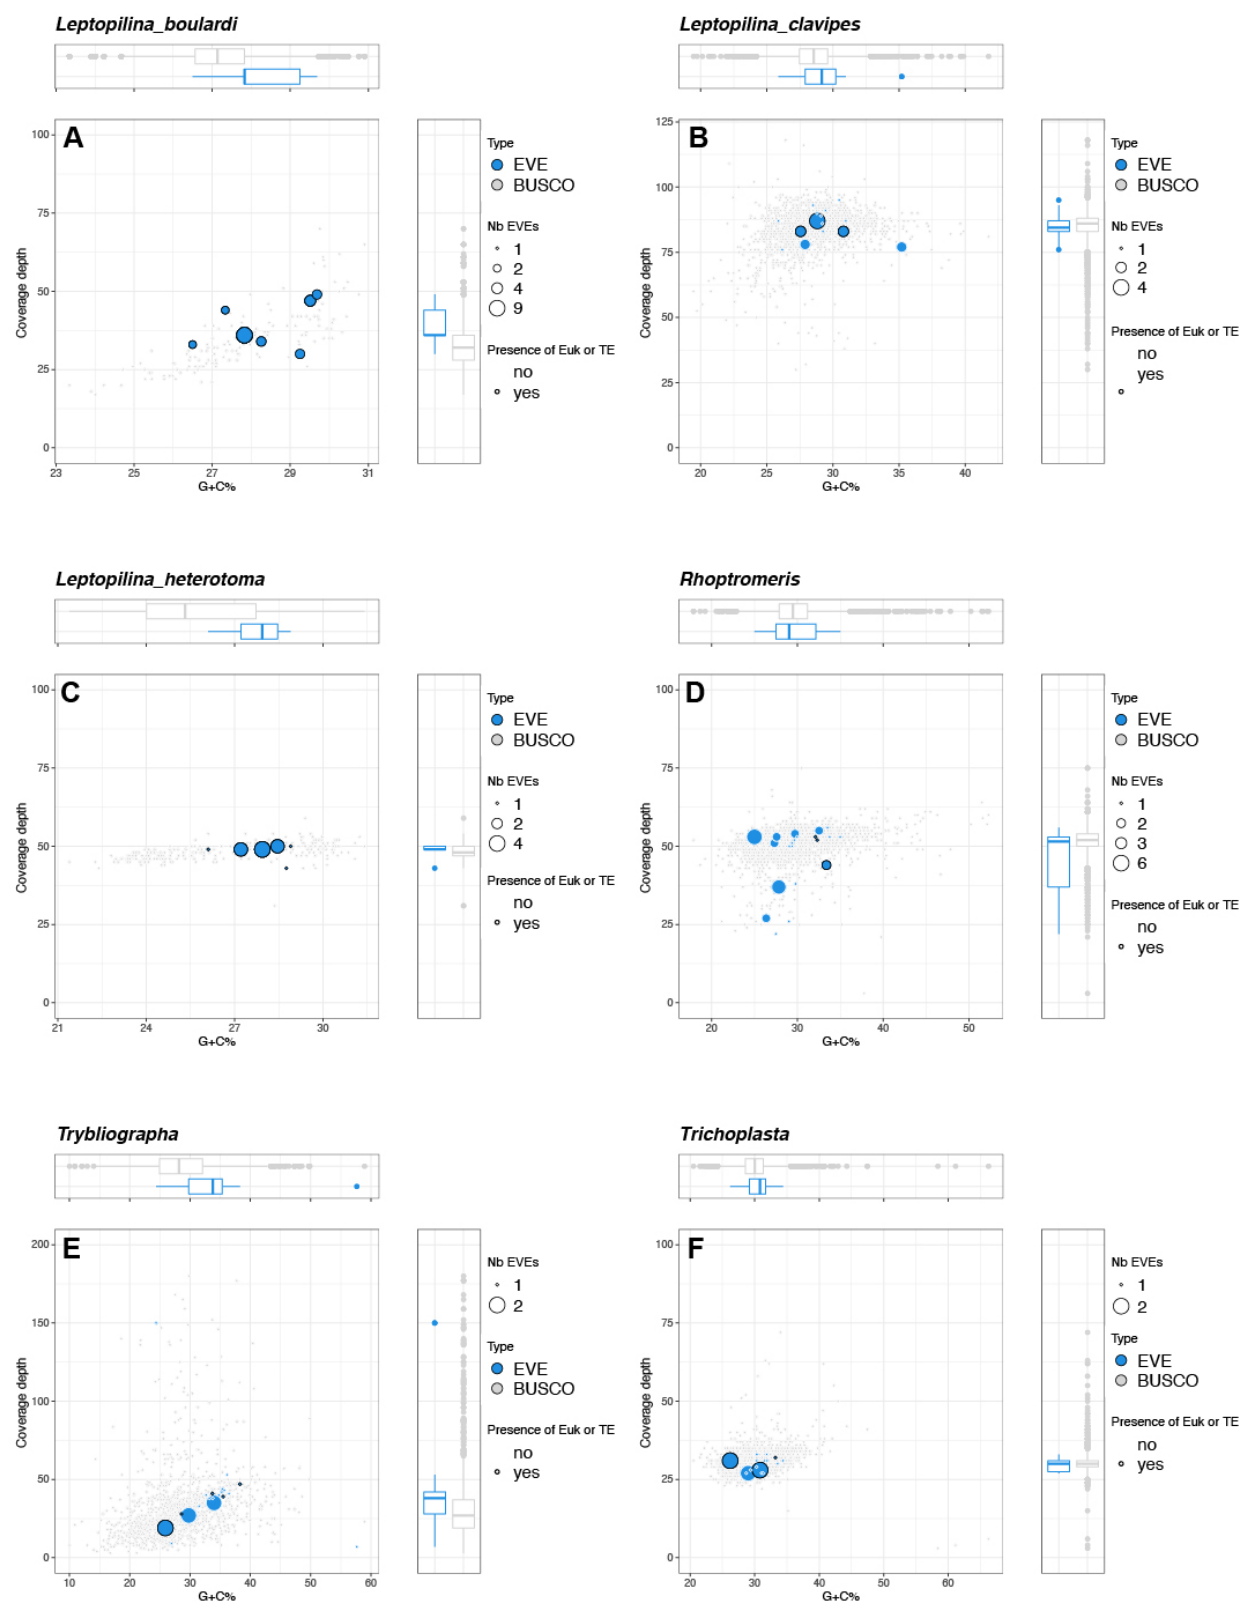 Leptopilina_boulardi
A
100
75
50
25
0
Coverage depth
23 25 27 29 31
G+C%
Type
EVE
BUSCO
Nb EVEs
1
2
4
9
Presence of Euk or TE
no
yes
Leptopilina_clavipes
B
125
100
75
50
25
0
Coverage depth
20 25 30 35 40
G+C%
Type
EVE
BUSCO
Nb EVEs
1
2
4
Presence of Euk or TE
no
yes
Leptopilina_heterotoma
C
100
75
50
25
0
Coverage depth
21 24 27 30
G+C%
Type
EVE
BUSCO
Nb EVEs
1
2
4
Presence of Euk or TE
no
yes
Rhoptromeris
D
100
75
50
25
0
Coverage depth
20 30 40 50
G+C%
Type
EVE
BUSCO
Nb EVEs
1
2
3
6
Presence of Euk or TE
no
yes
Trybliographa
E
200
150
100
50
0
Coverage depth
10 20 30 40 50 60
G+C%
Nb EVEs
1
2
Type
EVE
BUSCO
Presence of Euk or TE
no
yes
Trichoplasta
F
100
75
50
25
0
Coverage depth
20 30 40 50 60
G+C%
Nb EVEs
1
2
Type
EVE
BUSCO
Presence of Euk or TE
no
yes